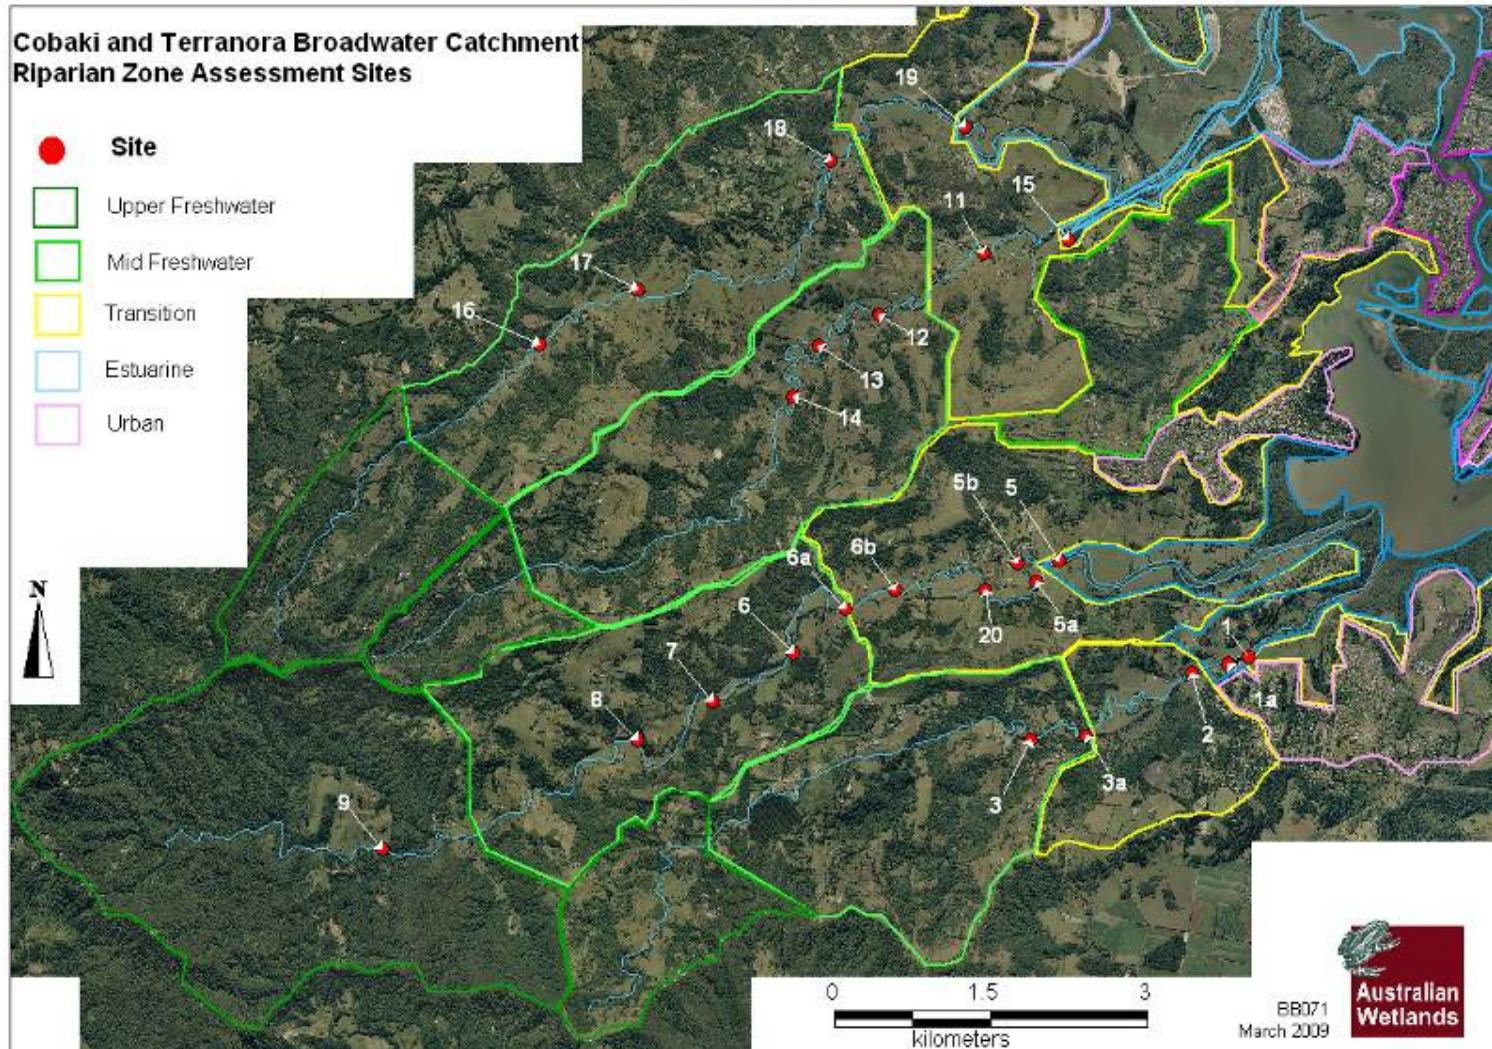 Cobaki and Terranora Broadwater Catchment
Riparian Zone Assessment Sites
Site
Upper Freshwater
Mid Freshwater
Transition
Estuarine
Urban
19
18
11
15
17
16
12
13
14
5b
5
6a
6b
6
20
5a
7
1
8
1a
2
3
3a
9
N
0 1.5 3
kilometers
BB071
March 2009
Australian
Wetlands